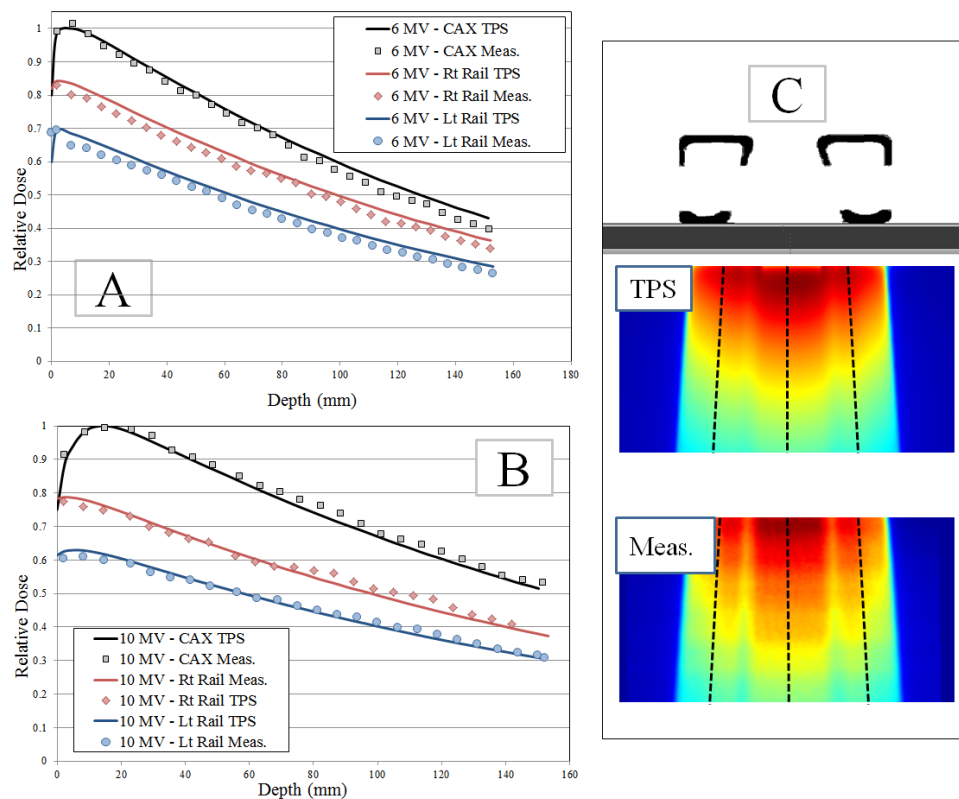 1
0.9
0.8
0.7
0.6
0.5
0.4
0.3
0.2
0.1
0
Relative Dose
6 MV - CAX TPS
6 MV - CAX Meas.
6 MV - Rt Rail TPS
6 MV - Rt Rail Meas.
6 MV - Lt Rail TPS
6 MV - Lt Rail Meas.
A
0 20 40 60 80 100 120 140 160 180
Depth (mm)
1
0.9
0.8
0.7
0.6
0.5
0.4
0.3
0.2
0.1
0
Relative Dose
B
10 MV - CAX TPS
10 MV - CAX Meas.
10 MV - Rt Rail Meas.
10 MV - Rt Rail TPS
10 MV - Lt Rail TPS
10 MV - Lt Rail Meas.
0 20 40 60 80 100 120 140 160
Depth (mm)
C
TPS
Meas.